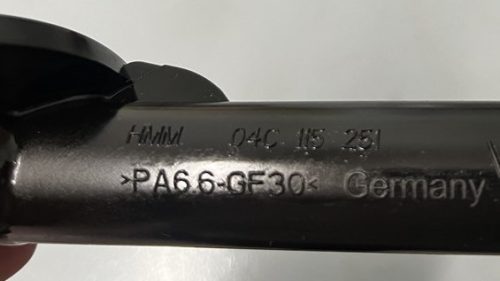 HMM 04C 115 251
>PA6.6-GF30< Germany